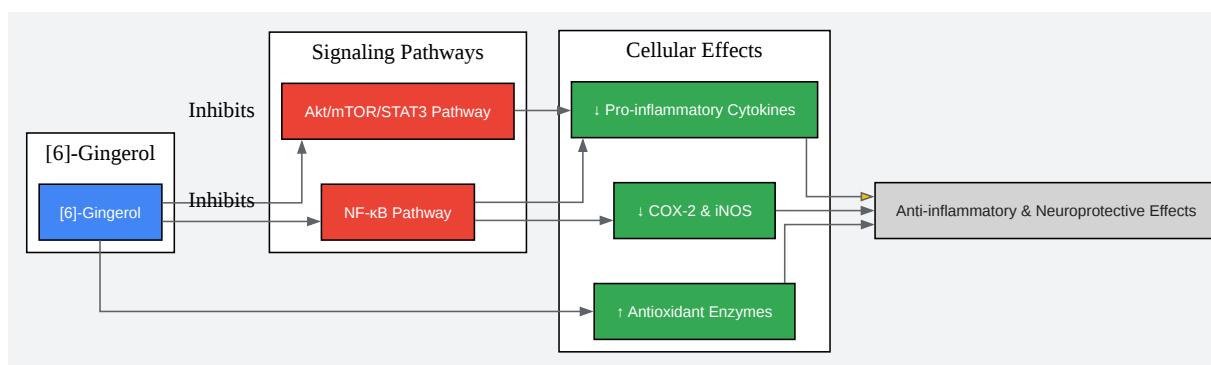 Signaling Pathways
Cellular Effects
Inhibits
Akt/mTOR/STAT3 Pathway
↓ Pro-inflammatory Cytokines
[6]-Gingerol
[6]-Gingerol
Inhibits
NF-κB Pathway
↓ COX-2 & iNOS
Anti-inflammatory & Neuroprotective Effects
↑ Antioxidant Enzymes